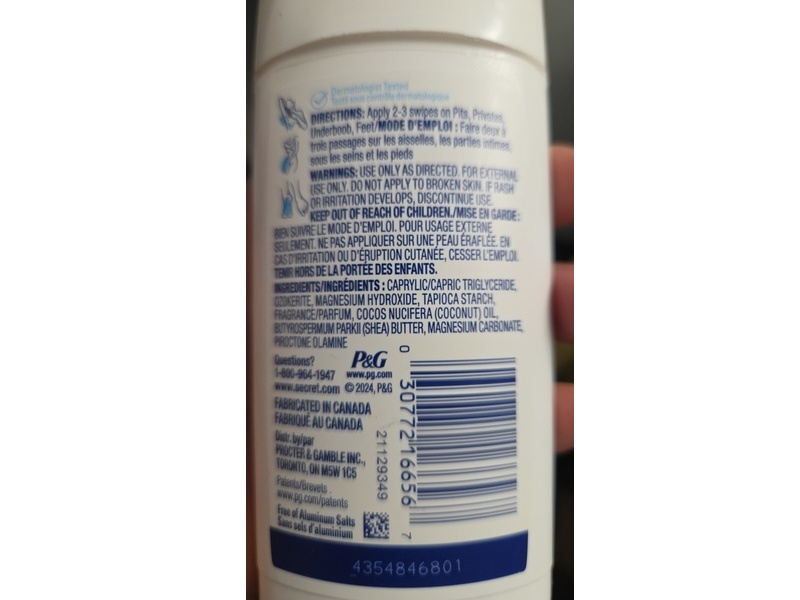 Dermatologist Tested
Testé sous contrôle dermatologique
DIRECTIONS: Apply 2-3 swipes on Pits, Privates,
Underboob, Feet/MODE D'EMPLOI : Faire deux à
trois passages sur les aisselles, les parties intimes,
sous les seins et les pieds
WARNINGS: USE ONLY AS DIRECTED. FOR EXTERNAL
USE ONLY. DO NOT APPLY TO BROKEN SKIN. IF RASH
OR IRRITATION DEVELOPS, DISCONTINUE USE.
KEEP OUT OF REACH OF CHILDREN./MISE EN GARDE :
BIEN SUIVRE LE MODE D'EMPLOI. POUR USAGE EXTERNE
SEULEMENT. NE PAS APPLIQUER SUR UNE PEAU ÉRAFLÉE. EN
CAS D'IRRITATION OU D'ÉRUPTION CUTANÉE, CESSER L'EMPLOI.
TENIR HORS DE LA PORTÉE DES ENFANTS.
INGREDIENTS/INGRÉDIENTS : CAPRYLIC/CAPRIC TRIGLYCERIDE,
OZOKERITE, MAGNESIUM HYDROXIDE, TAPIOCA STARCH,
FRAGRANCE/PARFUM, COCOS NUCIFERA (COCONUT) OIL,
BUTYROSPERMUM PARKII (SHEA) BUTTER, MAGNESIUM CARBONATE,
PIROCTONE OLAMINE
Questions?
1-800-964-1947
www.secret.com
P&G
www.pg.com
© 2024, P&G
FABRICATED IN CANADA
FABRIQUÉ AU CANADA
Distr. by/par
PROCTER & GAMBLE INC.,
TORONTO, ON M5W 1C5
Patents/Brevets
www.pg.com/patents
Free of Aluminum Salts
Sans sels d'aluminium
21129349
0 30772 16656 7
4354846801